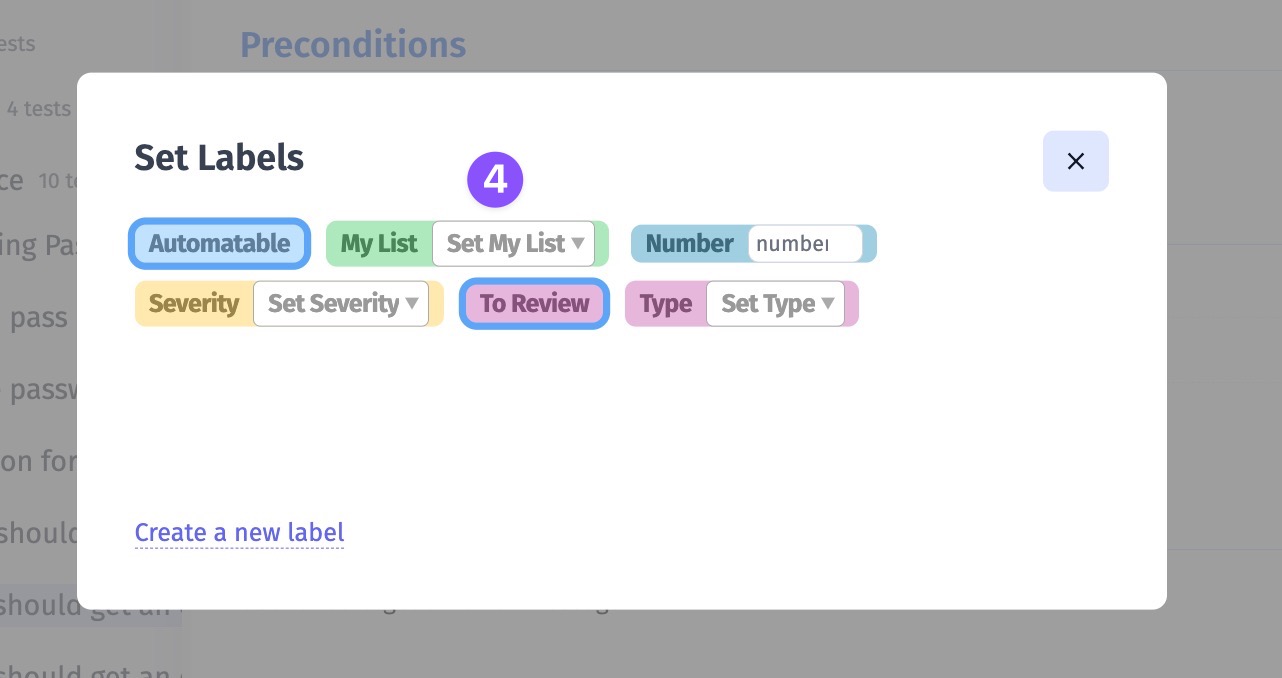 ests
Preconditions
4 tests
Set Labels
4
ce 10 te
Automatable My List Set My List ▼ Number number
ing Pas
Severity Set Severity ▼ To Review Type Set Type ▼
pass
passw
on for
Create a new label
should
should get an
should get an